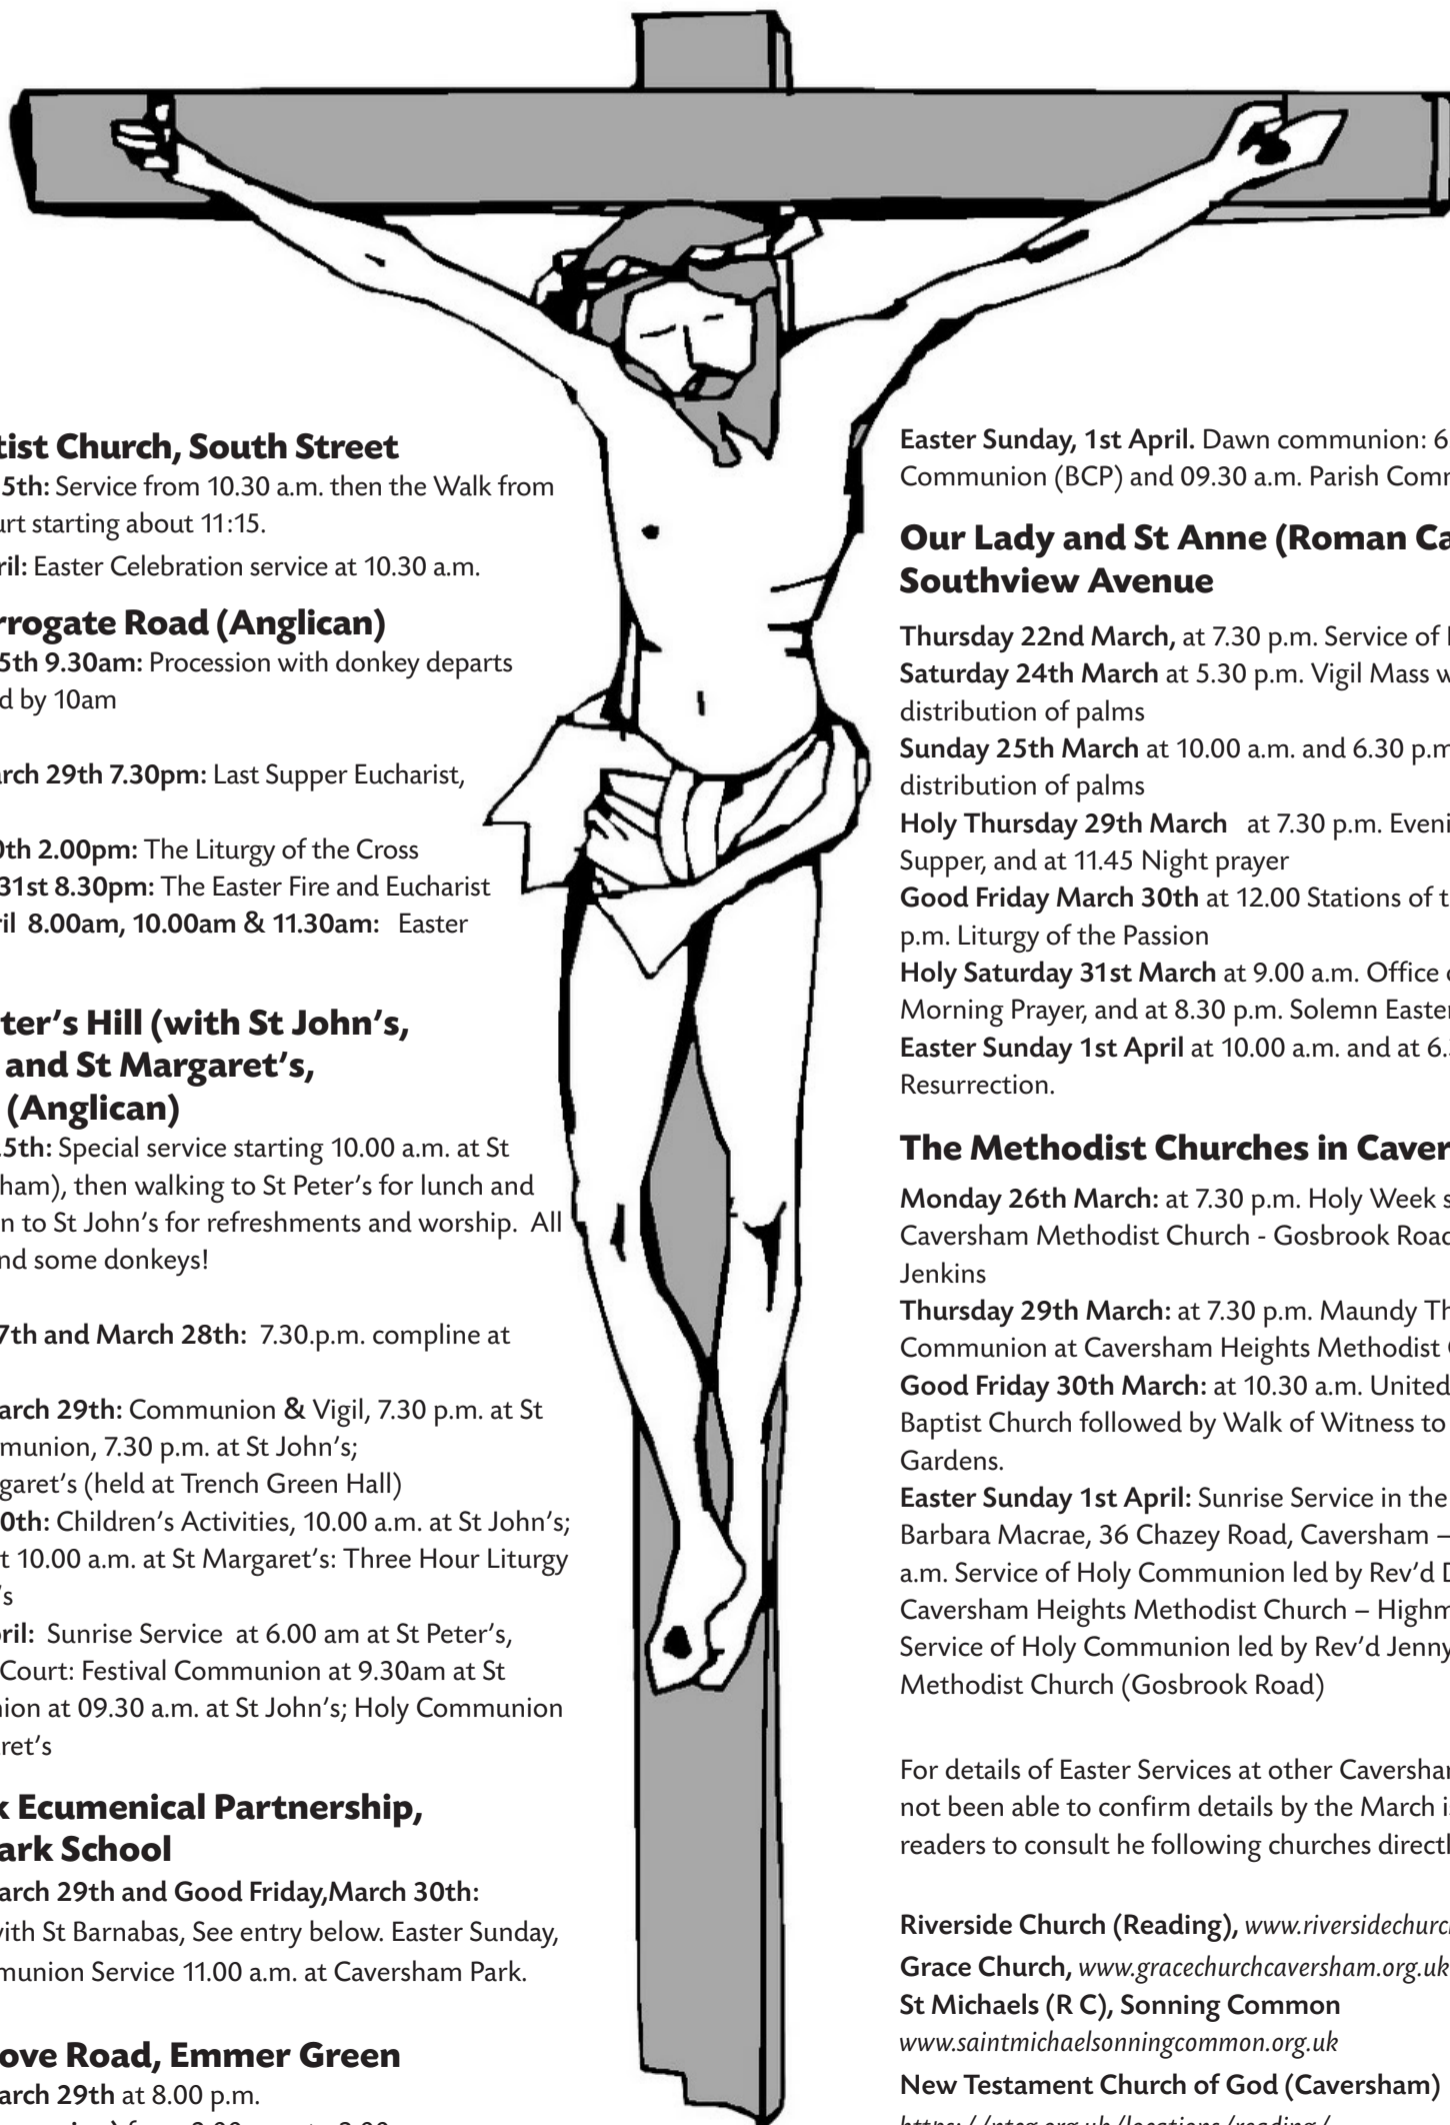 tist Church, South Street
5th: Service from 10.30 a.m. then the Walk from
urt starting about 11:15.
ril: Easter Celebration service at 10.30 a.m.
rrogate Road (Anglican)
5th 9.30am: Procession with donkey departs
d by 10am
arch 29th 7.30pm: Last Supper Eucharist,
0th 2.00pm: The Liturgy of the Cross
31st 8.30pm: The Easter Fire and Eucharist
ril 8.00am, 10.00am & 11.30am: Easter
ter's Hill (with St John's,
and St Margaret's,
(Anglican)
5th: Special service starting 10.00 a.m. at St
ham), then walking to St Peter's for lunch and
n to St John's for refreshments and worship. All
nd some donkeys!
7th and March 28th: 7.30.p.m. compline at
arch 29th: Communion & Vigil, 7.30 p.m. at St
munion, 7.30 p.m. at St John's;
garet's (held at Trench Green Hall)
0th: Children's Activities, 10.00 a.m. at St John's;
t 10.00 a.m. at St Margaret's: Three Hour Liturgy
's
pril: Sunrise Service at 6.00 am at St Peter's,
Court: Festival Communion at 9.30am at St
nion at 09.30 a.m. at St John's; Holy Communion
ret's
k Ecumenical Partnership,
ark School
arch 29th and Good Friday,March 30th:
with St Barnabas, See entry below. Easter Sunday,
munion Service 11.00 a.m. at Caversham Park.
ove Road, Emmer Green
arch 29th at 8.00 p.m.
Easter Sunday, 1st April. Dawn communion: 6
Communion (BCP) and 09.30 a.m. Parish Comm
Our Lady and St Anne (Roman Ca
Southview Avenue
Thursday 22nd March, at 7.30 p.m. Service of
Saturday 24th March at 5.30 p.m. Vigil Mass w
distribution of palms
Sunday 25th March at 10.00 a.m. and 6.30 p.m
distribution of palms
Holy Thursday 29th March at 7.30 p.m. Eveni
Supper, and at 11.45 Night prayer
Good Friday March 30th at 12.00 Stations of t
p.m. Liturgy of the Passion
Holy Saturday 31st March at 9.00 a.m. Office o
Morning Prayer, and at 8.30 p.m. Solemn Easter
Easter Sunday 1st April at 10.00 a.m. and at 6.
Resurrection.
The Methodist Churches in Caver
Monday 26th March: at 7.30 p.m. Holy Week s
Caversham Methodist Church - Gosbrook Road
Jenkins
Thursday 29th March: at 7.30 p.m. Maundy Th
Communion at Caversham Heights Methodist
Good Friday 30th March: at 10.30 a.m. United
Baptist Church followed by Walk of Witness to
Gardens.
Easter Sunday 1st April: Sunrise Service in the
Barbara Macrae, 36 Chazey Road, Caversham –
a.m. Service of Holy Communion led by Rev'd D
Caversham Heights Methodist Church – Highm
Service of Holy Communion led by Rev'd Jenny
Methodist Church (Gosbrook Road)
For details of Easter Services at other Caversham
not been able to confirm details by the March i
readers to consult he following churches directl
Riverside Church (Reading), www.riversidechurc
Grace Church, www.gracechurchcaversham.org.uk
St Michaels (R C), Sonning Common
www.saintmichaelsonningcommon.org.uk
New Testament Church of God (Caversham)
https://ntcg.org.uk/locations/reading/